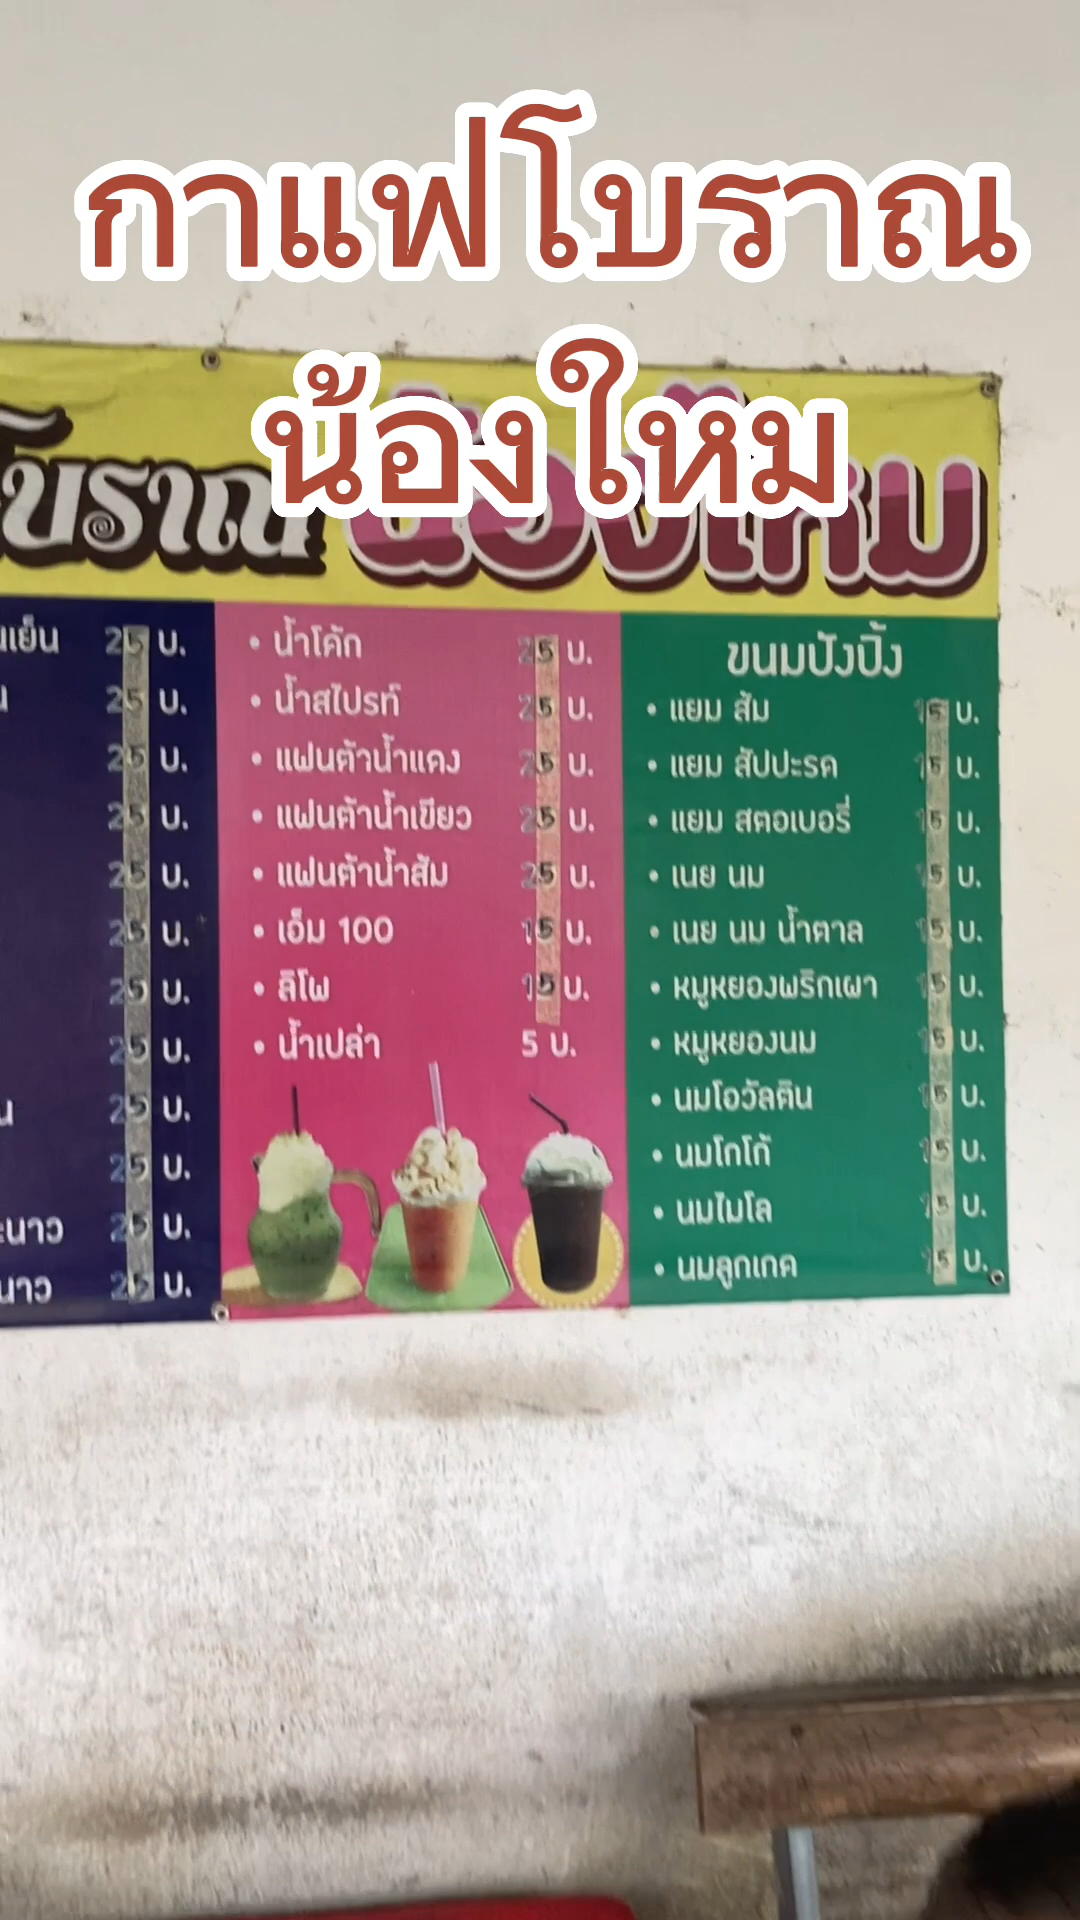 กาแฟโบราณ
น้องใหม
โบราณ น้องไหม
นเย็น 25 บ.
น 25 บ.
25 บ.
25 บ.
25 บ.
25 บ.
25 บ.
25 บ.
น 25 บ.
25 บ.
ะนาว 25 บ.
นาว 25 บ.
• น้ำโค้ก 25 บ.
• น้ำสไปรท์ 25 บ.
• แฟนต้าน้ำแดง 25 บ.
• แฟนต้าน้ำเขียว 25 บ.
• แฟนต้าน้ำส้ม 25 บ.
• เอ็ม 100 15 บ.
• ลิโพ 15 บ.
• น้ำเปล่า 5 บ.
ขนมปังปิ้ง
• แยม ส้ม 15 บ.
• แยม สัปปะรด 15 บ.
• แยม สตอเบอรี่ 15 บ.
• เนย นม 15 บ.
• เนย นม น้ำตาล 15 บ.
• หมูหยองพริกเผา 15 บ.
• หมูหยองนม 15 บ.
• นมโอวัลติน 15 บ.
• นมโกโก้ 15 บ.
• นมไมโล 15 บ.
• นมลูกเกด 15 บ.